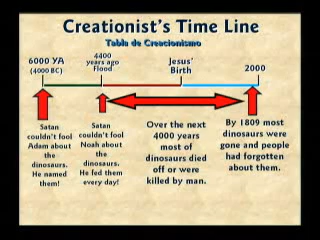 Creationist's Time Line
Tabla de Creacionismo
6000 YA
(4000 BC)
4400
years ago
Flood
Jesus'
Birth
2000
Satan
couldn't fool
Adam about
the
dinosaurs.
He named
them!
Satan
couldn't fool
Noah about
the
dinosaurs.
He fed them
every day!
Over the next
4000 years
most of
dinosaurs died
off or were
killed by man.
By 1809 most
dinosaurs were
gone and people
had forgotten
about them.